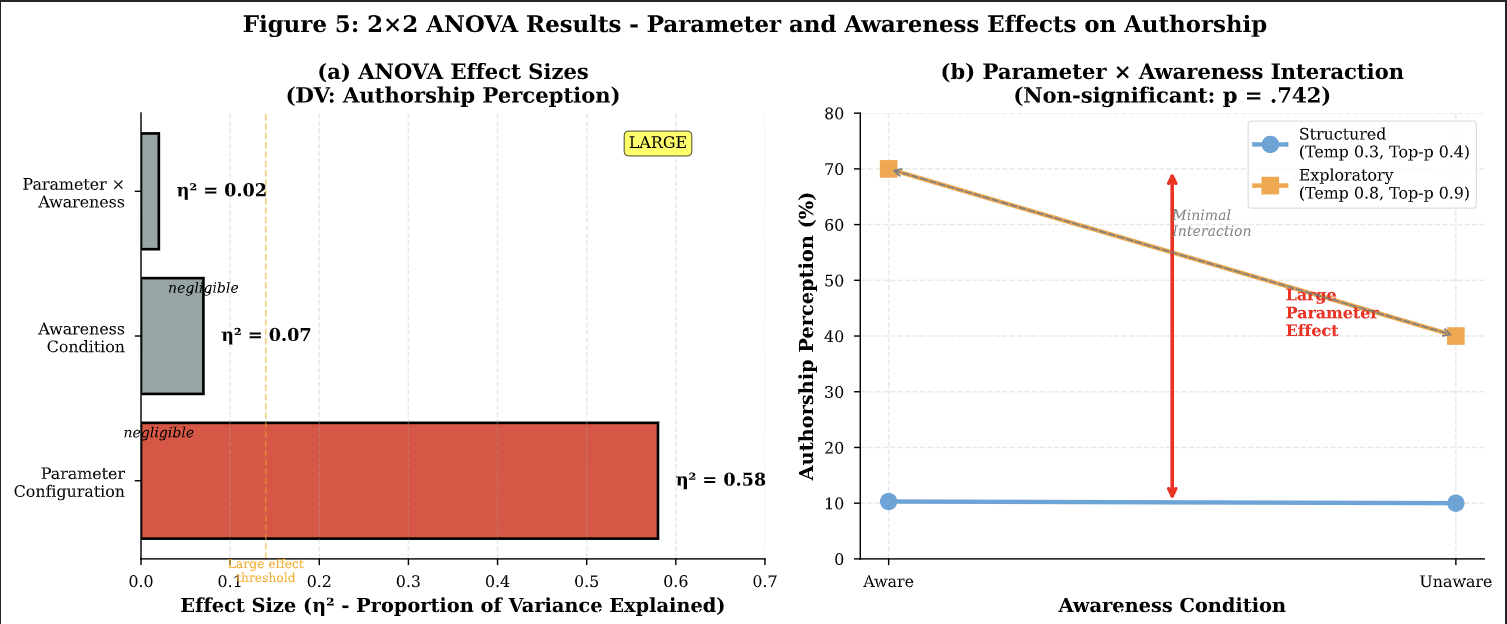 Figure 5: 2×2 ANOVA Results - Parameter and Awareness Effects on Authorship
(a) ANOVA Effect Sizes
(DV: Authorship Perception)
LARGE
Parameter ×
Awareness
η² = 0.02
negligible
Awareness
Condition
η² = 0.07
negligible
Parameter
Configuration
η² = 0.58
Large effect
threshold
0.0 0.1 0.2 0.3 0.4 0.5 0.6 0.7
Effect Size (η² - Proportion of Variance Explained)
(b) Parameter × Awareness Interaction
(Non-significant: p = .742)
80
70
60
50
40
30
20
10
0
Authorship Perception (%)
Structured
(Temp 0.3, Top-p 0.4)
Exploratory
(Temp 0.8, Top-p 0.9)
Minimal
Interaction
Large
Parameter
Effect
Aware Unaware
Awareness Condition